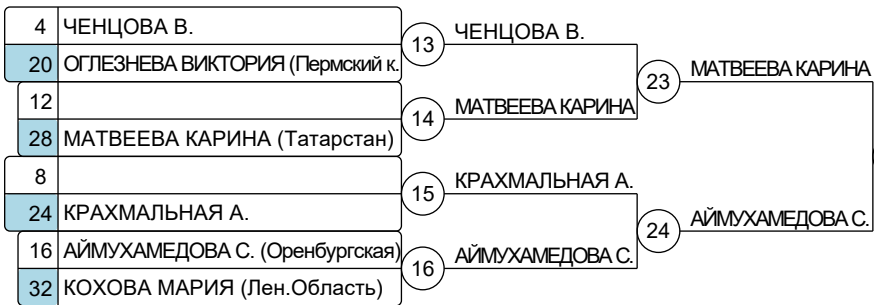 4 ЧЕНЦОВА В.
20 ОГЛЕЗНЕВА ВИКТОРИЯ (Пермский к.
12
28 МАТВЕЕВА КАРИНА (Татарстан)
8
24 КРАХМАЛЬНАЯ А.
16 АЙМУХАМЕДОВА С. (Оренбургская)
32 КОХОВА МАРИЯ (Лен.Область)
13 ЧЕНЦОВА В.
14 МАТВЕЕВА КАРИНА
15 КРАХМАЛЬНАЯ А.
16 АЙМУХАМЕДОВА С.
23 МАТВЕЕВА КАРИНА
24 АЙМУХАМЕДОВА С.